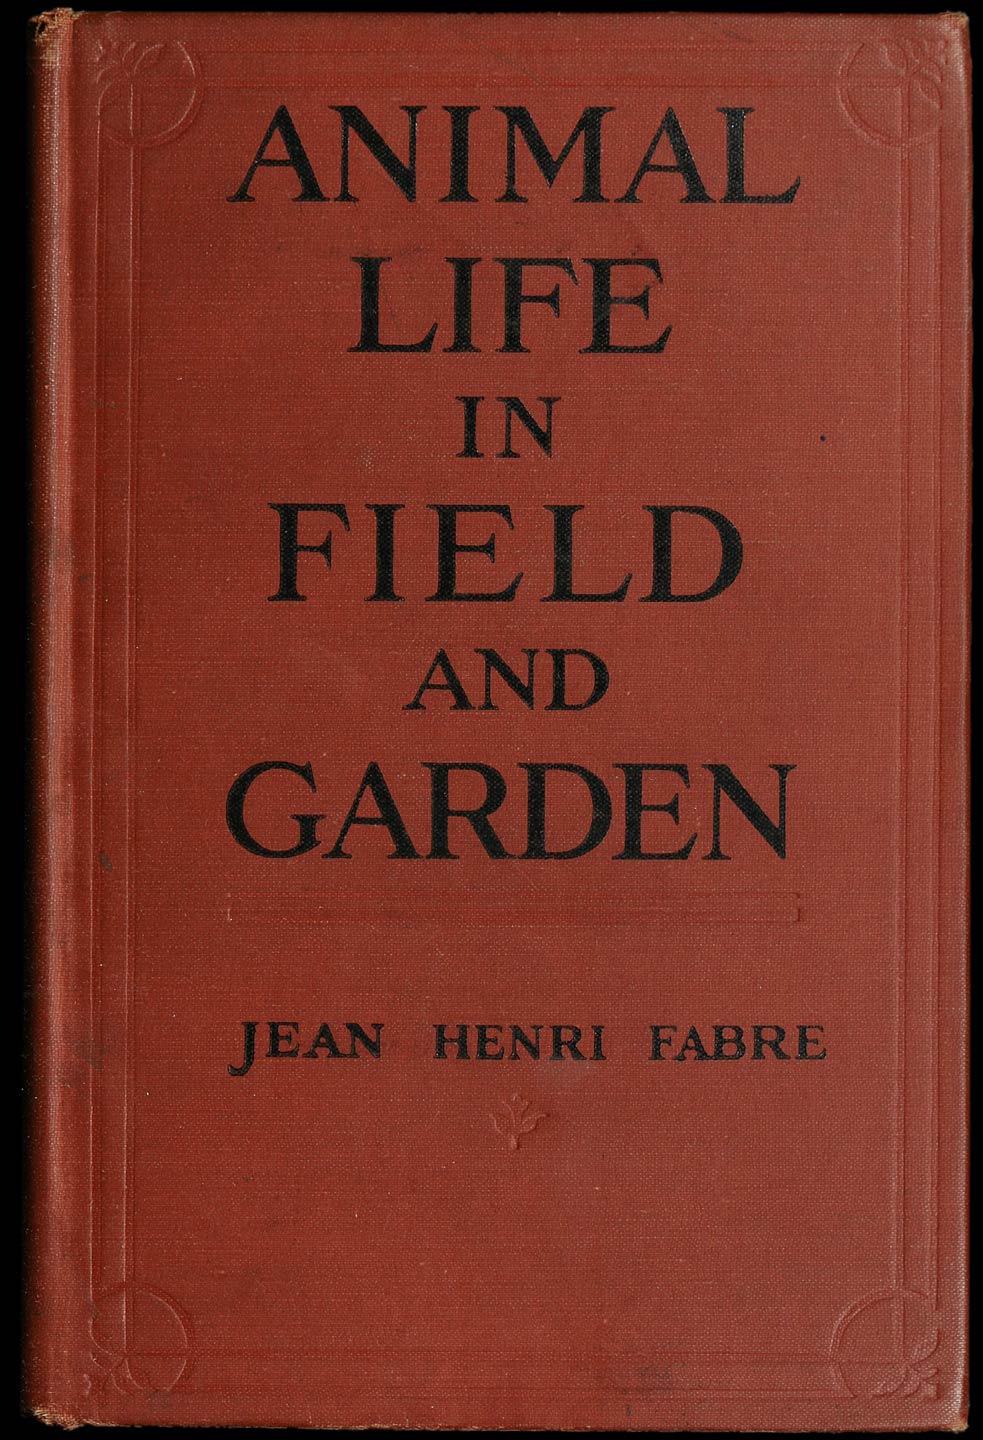 ANIMAL
LIFE
IN
FIELD
AND
GARDEN
JEAN HENRI FABRE